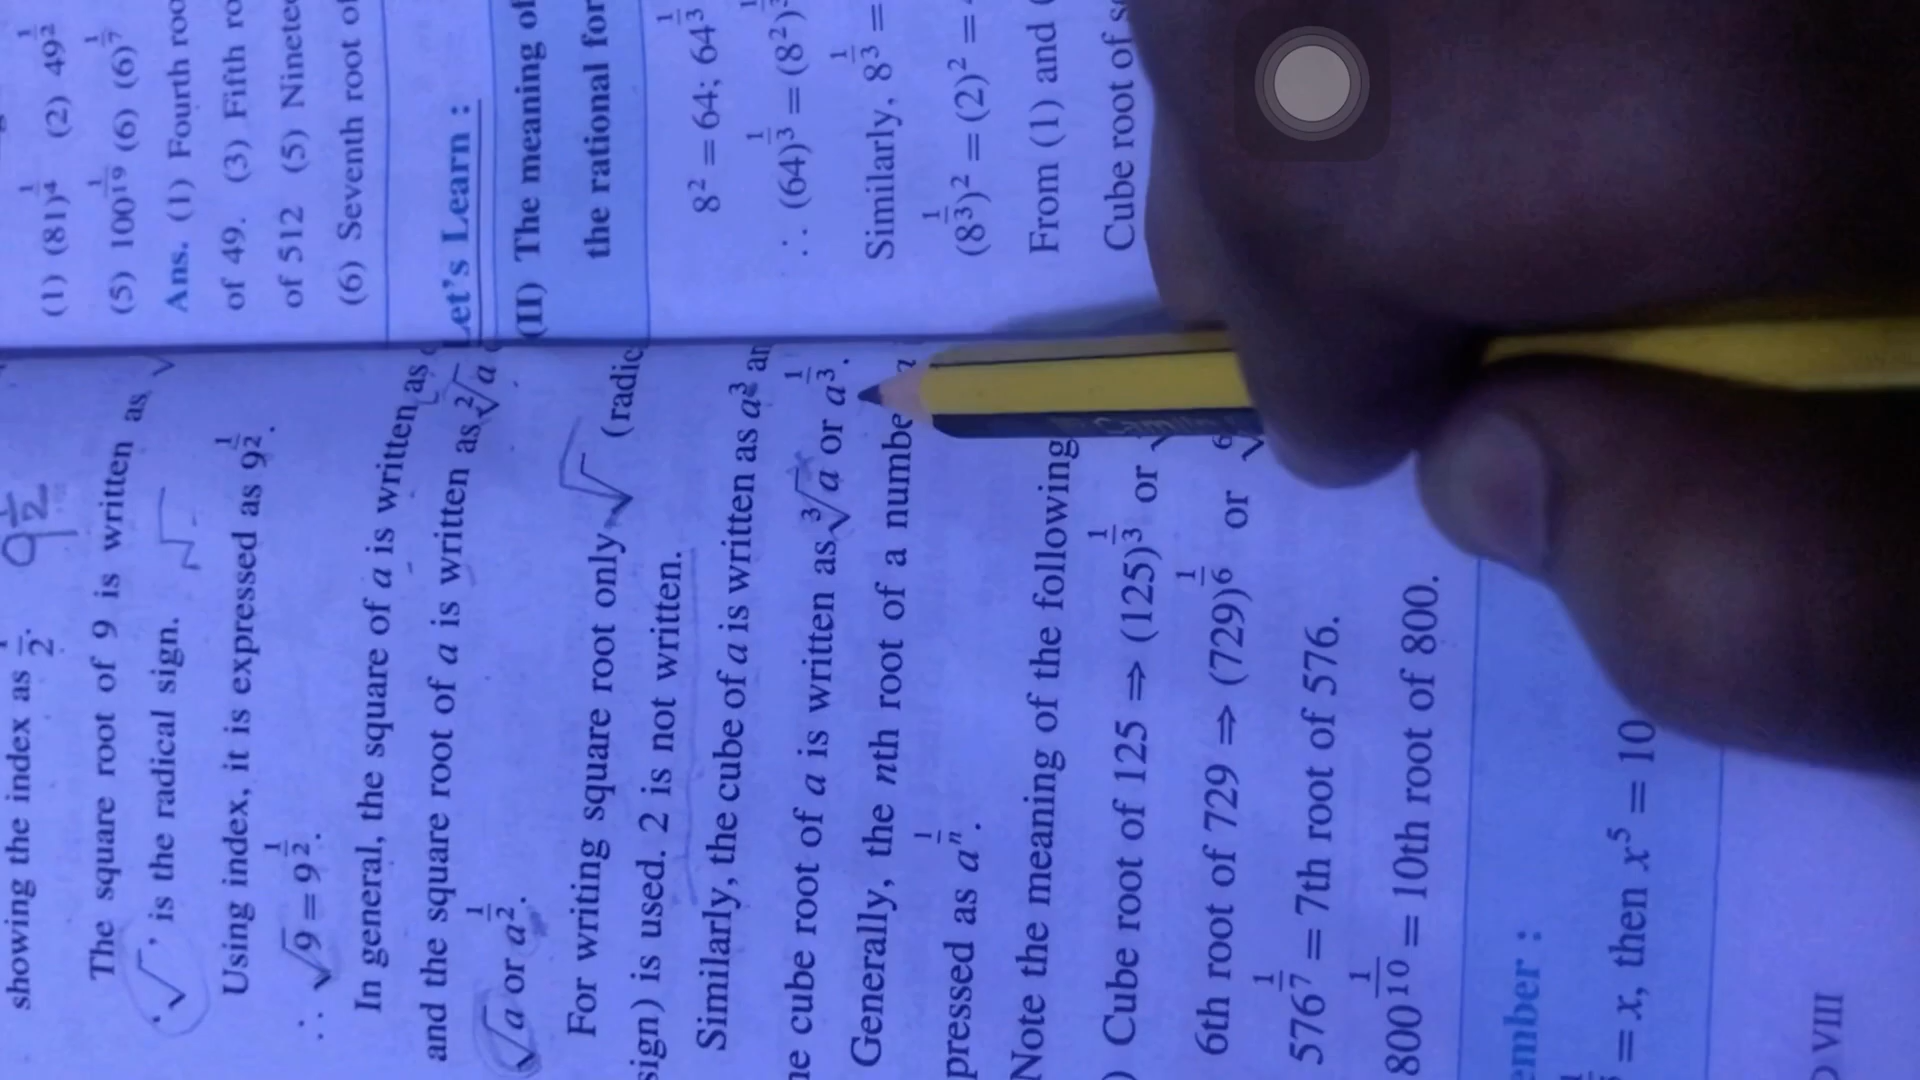 showing the index as 1/2.
9 1/2
The square root of 9 is written as √
'√ ' is the radical sign. √
Using index, it is expressed as 9^(1/2).
∴ √9 = 9^(1/2).
In general, the square of a is written as
and the square root of a is written as ²√a
√a or a^(1/2).
For writing square root only √ (radic
sign) is used. 2 is not written.
Similarly, the cube of a is written as a³ an
he cube root of a is written as ³√a or a^(1/3).
Generally, the nth root of a numbe
pressed as a^(1/n).
Note the meaning of the following
) Cube root of 125 ⇒ (125)^(1/3) or
6th root of 729 ⇒ (729)^(1/6) or ⁶√
576^(1/7) = 7th root of 576.
800^(1/10) = 10th root of 800.
ember :
= x, then x⁵ = 10
VIII
(1) (81)^(1/4) (2) 49^(1/2)
(5) 100^(1/19) (6) (6)^(1/7)
Ans. (1) Fourth roo
of 49. (3) Fifth ro
of 512 (5) Ninete
(6) Seventh root of
Let's Learn :
(II) The meaning of
the rational for
8² = 64; 64^(1/3)
∴ (64)^(1/3) = (8²)
Similarly, 8^(1/3) =
(8^(1/3))² = (2)² =
From (1) and (
Cube root of s
Camlin